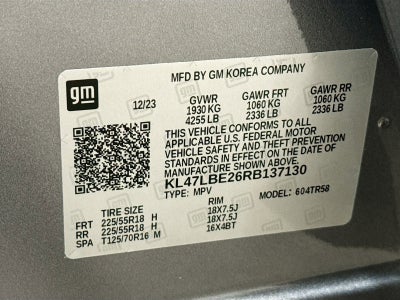 gm
MFD BY GM KOREA COMPANY
12/23 GVWR GAWR FRT GAWR RR
1930 KG 1060 KG 1060 KG
4255 LB 2336 LB 2336 LB
THIS VEHICLE CONFORMS TO ALL
APPLICABLE U.S. FEDERAL MOTOR
VEHICLE SAFETY AND THEFT PREVENTION
STANDARDS IN EFFECT ON THE DATE OF
MANUFACTURE SHOWN ABOVE.
KL47LBE26RB137130
TYPE: MPV MODEL: 604TR58
TIRE SIZE RIM
FRT 225/55R18 H 18X7.5J
RR 225/55R18 H 18X7.5J
SPA T125/70R16 M 16X4BT